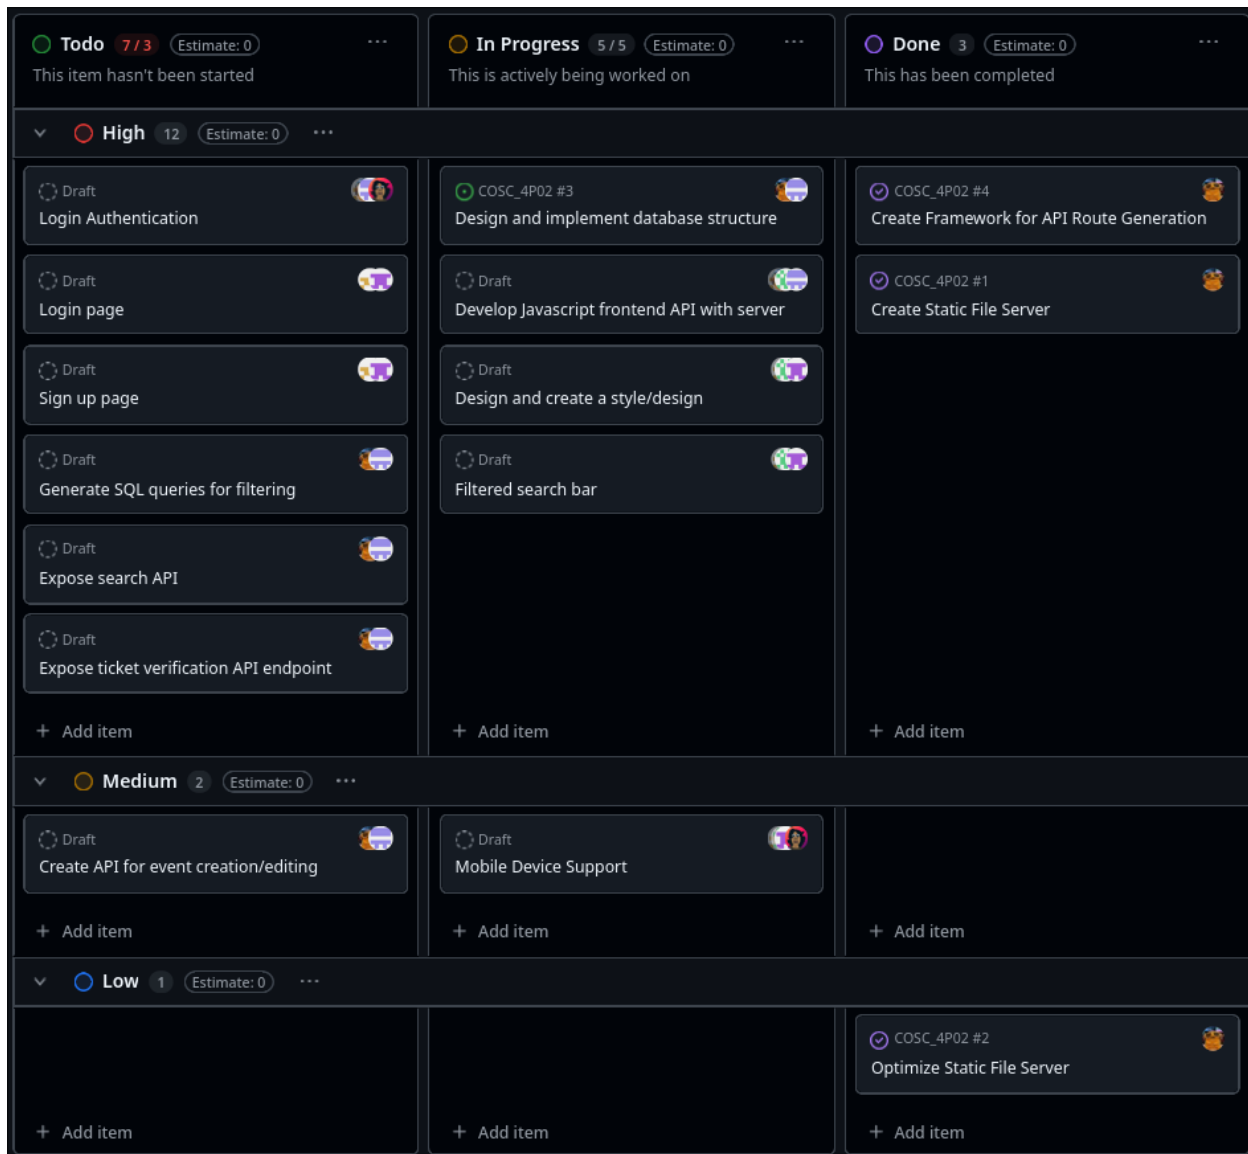 Todo 7 / 3 Estimate: 0 ...
This item hasn't been started
In Progress 5 / 5 Estimate: 0 ...
This is actively being worked on
Done 3 Estimate: 0 ...
This has been completed
High 12 Estimate: 0 ...
Draft
Login Authentication
Draft
Login page
Draft
Sign up page
Draft
Generate SQL queries for filtering
Draft
Expose search API
Draft
Expose ticket verification API endpoint
+ Add item
COSC_4P02 #3
Design and implement database structure
Draft
Develop Javascript frontend API with server
Draft
Design and create a style/design
Draft
Filtered search bar
+ Add item
COSC_4P02 #4
Create Framework for API Route Generation
COSC_4P02 #1
Create Static File Server
+ Add item
Medium 2 Estimate: 0 ...
Draft
Create API for event creation/editing
+ Add item
Draft
Mobile Device Support
+ Add item
+ Add item
Low 1 Estimate: 0 ...
+ Add item
+ Add item
COSC_4P02 #2
Optimize Static File Server
+ Add item